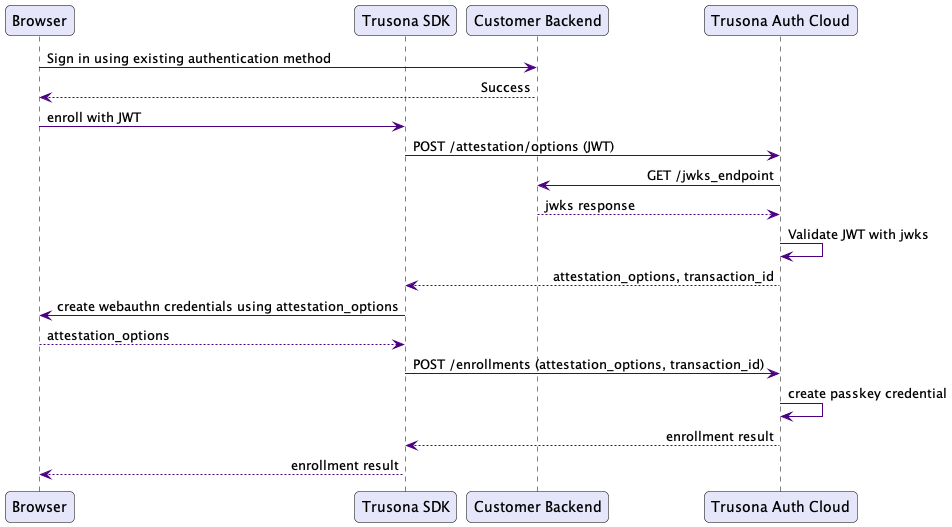 Browser
Trusona SDK
Customer Backend
Trusona Auth Cloud
Sign in using existing authentication method
Success
enroll with JWT
POST /attestation/options (JWT)
GET /jwks_endpoint
jwks response
Validate JWT with jwks
attestation_options, transaction_id
create webauthn credentials using attestation_options
attestation_options
POST /enrollments (attestation_options, transaction_id)
create passkey credential
enrollment result
enrollment result
Browser
Trusona SDK
Customer Backend
Trusona Auth Cloud